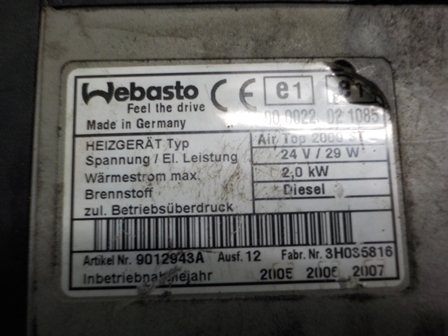 Webasto CE e1 e1
Feel the drive
Made in Germany 00 0022 02 1085
HEIZGERÄT Typ Air Top 2000 ST
Spannung / El. Leistung 24 V / 29 W
Wärmestrom max. 2,0 kW
Brennstoff Diesel
zul. Betriebsüberdruck
Artikel Nr. 9012943A Ausf. 12 Fabr. Nr. 3H035816
Inbetriebnahmejahr 2005 2006 2007